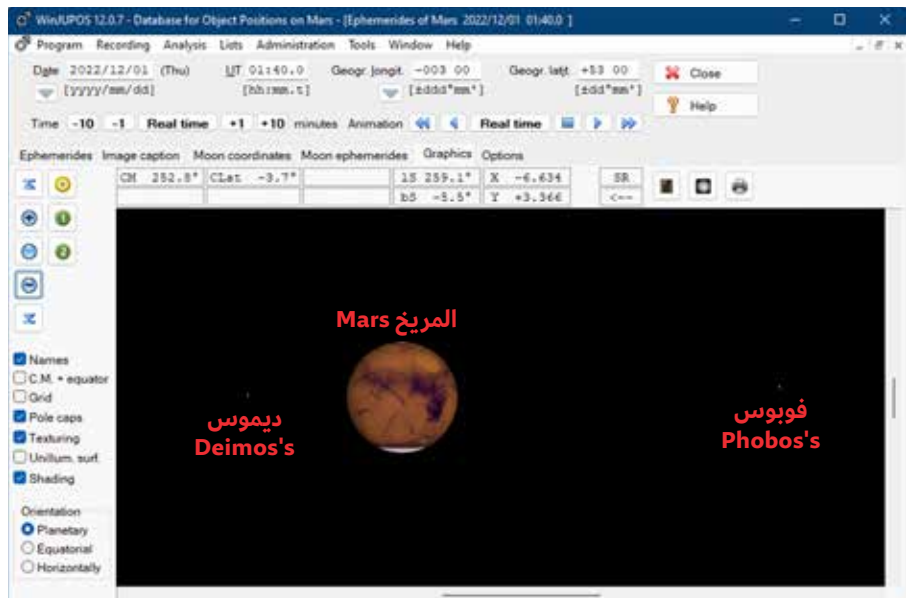 WinJUPOS 12.0.7 - Database for Object Positions on Mars - [Ephemerides of Mars 2022/12/01 01:40.0 ]
Program Recording Analysis Lists Administration Tools Window Help
Date 2022/12/01 (Thu) UT 01:40.0 Geogr. longit. -003 00 Geogr. latit. +53 00 Close
[yyyy/mm/dd] [hh:mm.t] [±ddd°mm'] [±dd°mm'] Help
Time -10 -1 Real time +1 +10 minutes Animation Real time
Ephemerides Image caption Moon coordinates Moon ephemerides Graphics Options
CM 252.8° CLat -3.7° lS 259.1° X -6.634 SR
bS -5.5° Y +3.366 <--
1
2
Mars المريخ
ديموس
Deimos's
فوبوس
Phobos's
Names
C.M. + equator
Grid
Pole caps
Texturing
Unillum. surf.
Shading
Orientation
Planetary
Equatorial
Horizontally